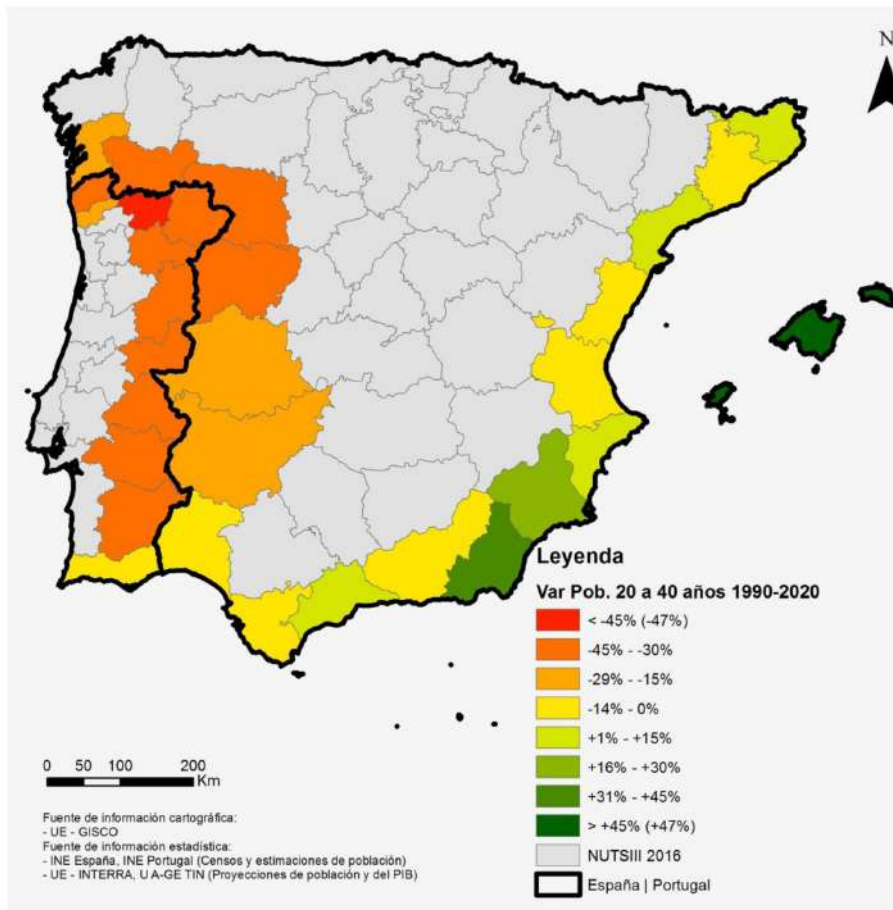 N
Leyenda
Var Pob. 20 a 40 años 1990-2020
< -45% (-47%)
-45% - -30%
-29% - -15%
-14% - 0%
+1% - +15%
+16% - +30%
+31% - +45%
> +45% (+47%)
NUTSIII 2016
España | Portugal
0 50 100 200
Km
Fuente de información cartográfica:
- UE - GISCO
Fuente de información estadística:
- INE España, INE Portugal (Censos y estimaciones de población)
- UE - INTERRA, U A-GE TIN (Proyecciones de población y del PIB)